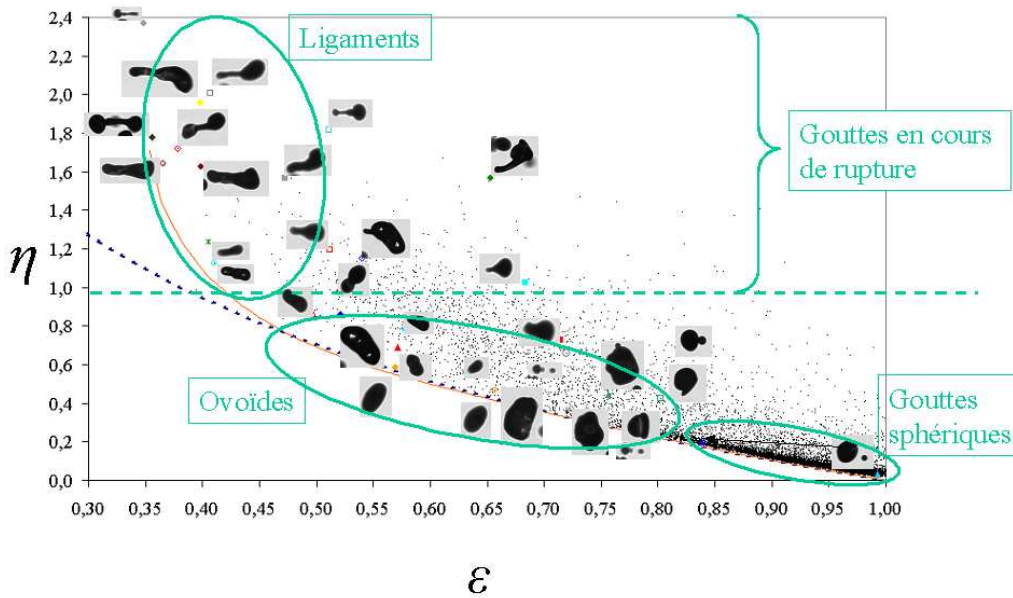 2,4
2,2
2,0
1,8
1,6
1,4
1,2
1,0
0,8
0,6
0,4
0,2
0,0
η
Ligaments
Gouttes en cours
de rupture
Ovoïdes
Gouttes
sphériques
0,30 0,35 0,40 0,45 0,50 0,55 0,60 0,65 0,70 0,75 0,80 0,85 0,90 0,95 1,00
ε